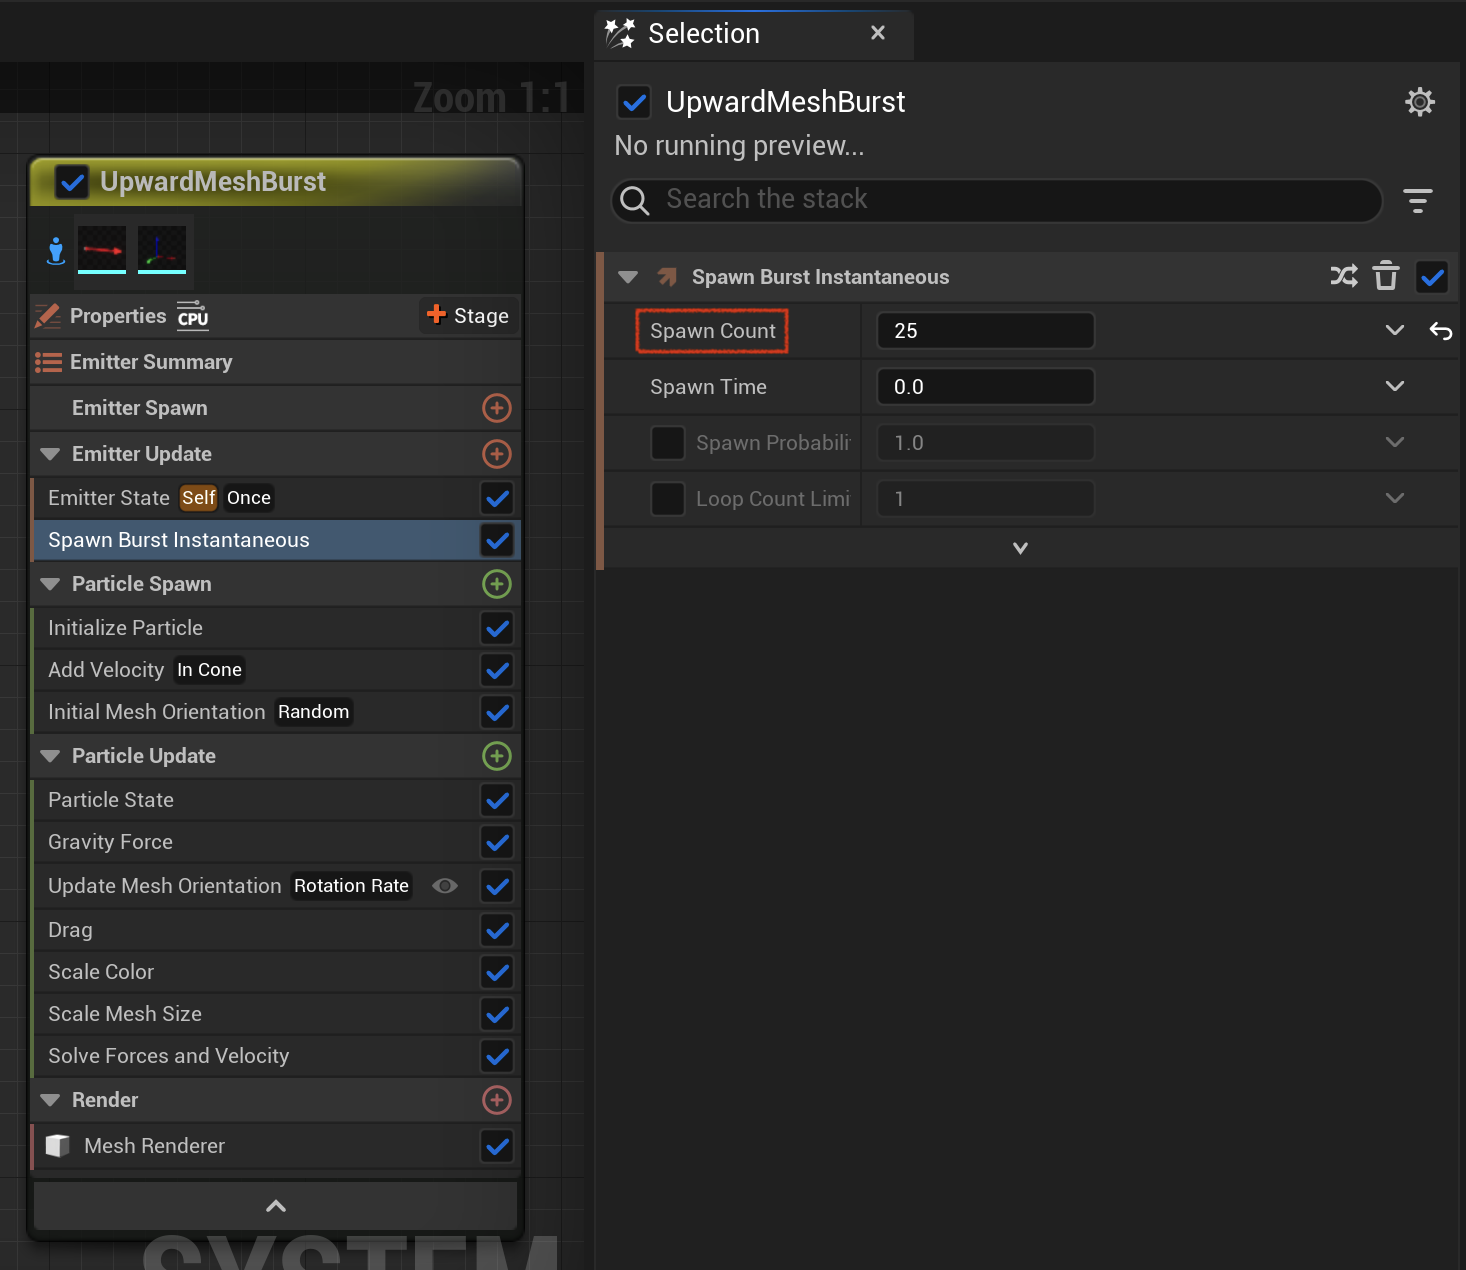 Selection
UpwardMeshBurst
No running preview...
Search the stack
Spawn Burst Instantaneous
Spawn Count 25
Spawn Time 0.0
Spawn Probabili 1.0
Loop Count Limi 1
Zoom 1:1
UpwardMeshBurst
Properties CPU Stage
Emitter Summary
Emitter Spawn
Emitter Update
Emitter State Self Once
Spawn Burst Instantaneous
Particle Spawn
Initialize Particle
Add Velocity In Cone
Initial Mesh Orientation Random
Particle Update
Particle State
Gravity Force
Update Mesh Orientation Rotation Rate
Drag
Scale Color
Scale Mesh Size
Solve Forces and Velocity
Render
Mesh Renderer
SYSTEM